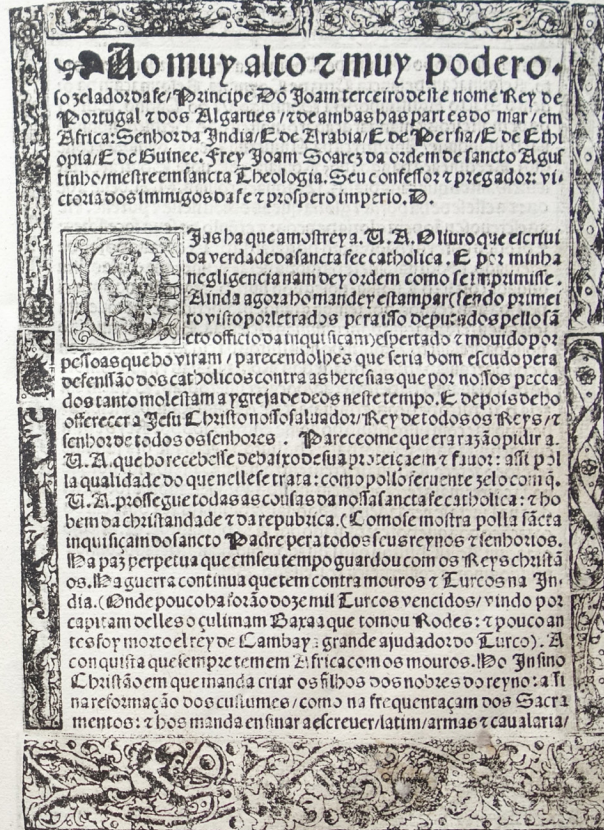 Ao muy alto ⁊ muy podero
so zelador da fe/Principe Dõ Joam terceiro deste nome Rey de
Portugal ⁊ dos Algarues/⁊ de ambas has partes do mar/em
Africa: Senhor da India/E de Arabia/E de Persia/E de Ethi
opia/E de Guinee. Frey Joam Soarez da ordem de sancto Agus
tinho/mestre em sancta Theologia. Seu confessor ⁊ pregador: vi-
ctoria dos immigos da fe ⁊ prospero imperio. D.
Dias ha que amostrey a. U. A. O liuro que escriui
da verdade da sancta fee catholica. E por minha
negligencia nam dey ordem como se imprimisse.
Ainda agora ho mandey estampar (sendo primei
ro visto por letrados pera isso deputados pello sã
cto officio da inquisiçam) espertado ⁊ mouido por
pessoas que ho viram/parecendolhes que seria bom escudo pera
defensão dos catholicos contra as heresias que por nossos pecca
dos tanto molestam a ygreja de deos neste tempo. E depois de ho
offerecer a Jesu Christo nosso saluador/Rey de todos os Reys/⁊
senhor de todos os senhores. Pareceome que era razão pidir a.
U. A. que ho recebesse debaixo de sua proteiçaem ⁊ fauor: assi pol
la qualidade do que nelle se trata: como pollo feruente zelo com q̃.
U. A. prossegue todas as cousas da nossa sancta fe catholica: ⁊ ho
bem da christandade ⁊ da republica. (Como se mostra polla sãcta
inquisiçam do sancto Padre pera todos seus reynos ⁊ senhorios.
Na paz perpetua que em seu tempo guardou com os Reys christã
os. Na guerra continua que tem contra mouros ⁊ Turcos na In-
dia. (Onde pouco ha forão doze mil Turcos vencidos/vindo por
capitam delles o çulimam Baxaa que tomou Rodes: ⁊ pouco an
tes foy morto el rey de Cambaya: grande ajudador do Turco). A
conquista que sempre tem em Africa com os mouros. No Insino
Christão em que manda criar os filhos dos nobres do reyno: assi
na reformação dos custumes/como na frequentaçam dos Sacra
mentos: ⁊ hos manda ensinar a escreuer/latim/armas ⁊ caualaria/